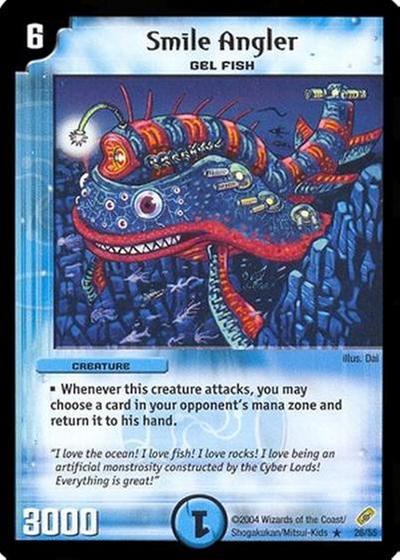 6
Smile Angler
GEL FISH
illus. Dai
CREATURE
▪ Whenever this creature attacks, you may
choose a card in your opponent's mana zone and
return it to his hand.
"I love the ocean! I love fish! I love rocks! I love being an
artificial monstrosity constructed by the Cyber Lords!
Everything is great!"
3000
1
©2004 Wizards of the Coast/
Shogakukan/Mitsui-Kids ★ 26/55